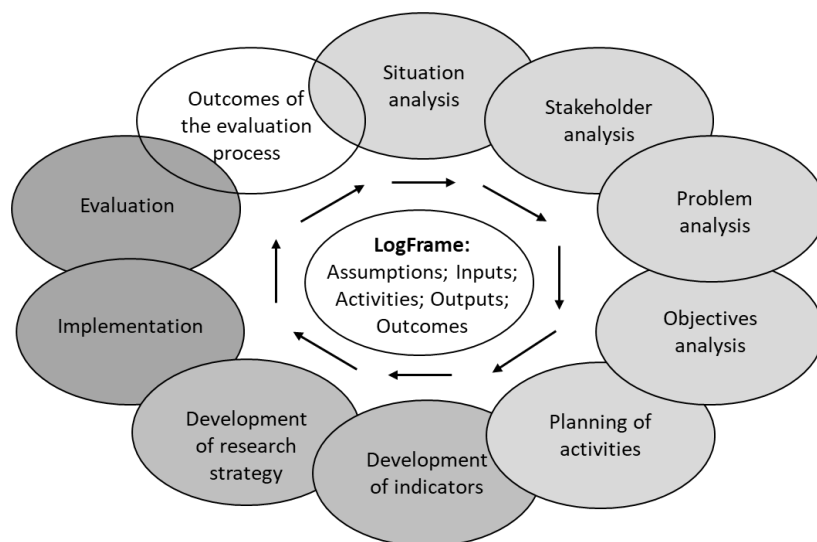 Situation
analysis
Stakeholder
analysis
Problem
analysis
Objectives
analysis
Planning of
activities
Development
of indicators
Development
of research
strategy
Implementation
Evaluation
Outcomes of
the evaluation
process
LogFrame:
Assumptions; Inputs;
Activities; Outputs;
Outcomes